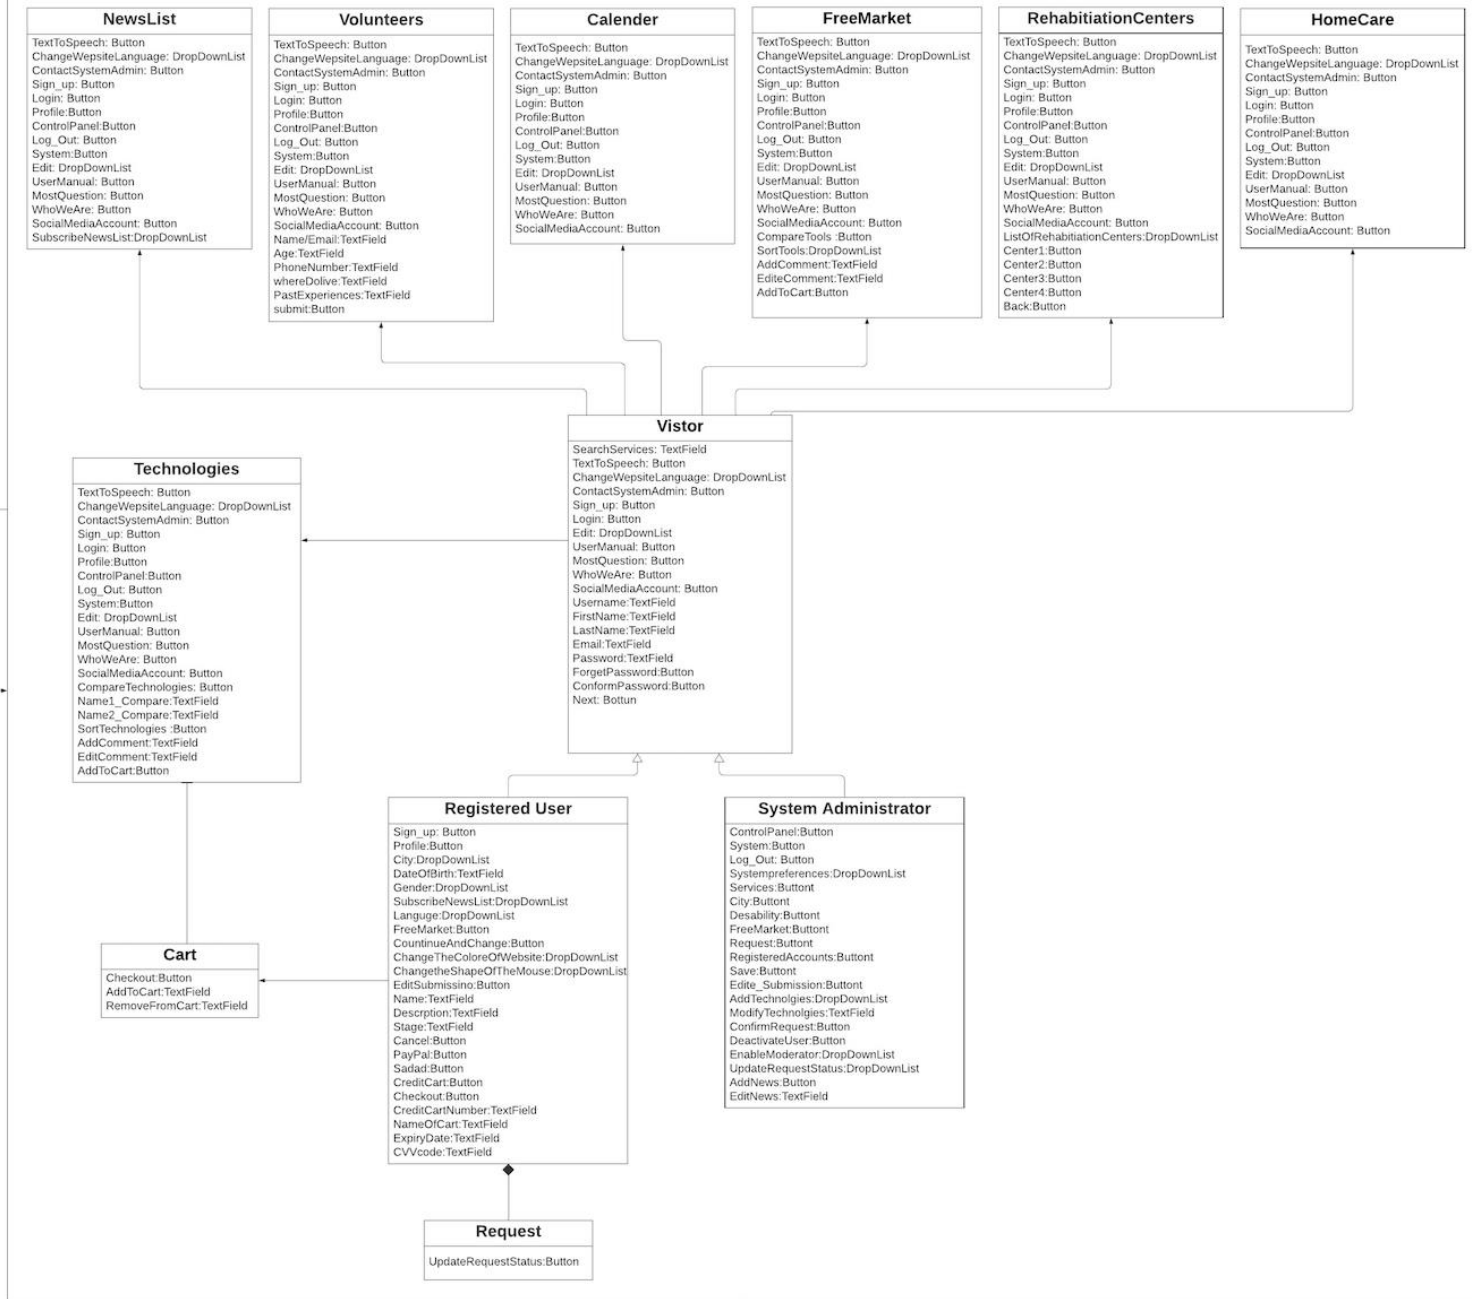 NewsList
TextToSpeech: Button
ChangeWepsiteLanguage: DropDownList
ContactSystemAdmin: Button
Sign_up: Button
Login: Button
Profile:Button
ControlPanel:Button
Log_Out: Button
System:Button
Edit: DropDownList
UserManual: Button
MostQuestion: Button
WhoWeAre: Button
SocialMediaAccount: Button
SubscribeNewsList:DropDownList
Volunteers
TextToSpeech: Button
ChangeWepsiteLanguage: DropDownList
ContactSystemAdmin: Button
Sign_up: Button
Login: Button
Profile:Button
ControlPanel:Button
Log_Out: Button
System:Button
Edit: DropDownList
UserManual: Button
MostQuestion: Button
WhoWeAre: Button
SocialMediaAccount: Button
Name/Email:TextField
Age:TextField
PhoneNumber:TextField
whereDolive:TextField
PastExperiences:TextField
submit:Button
Calender
TextToSpeech: Button
ChangeWepsiteLanguage: DropDownList
ContactSystemAdmin: Button
Sign_up: Button
Login: Button
Profile:Button
ControlPanel:Button
Log_Out: Button
System:Button
Edit: DropDownList
UserManual: Button
MostQuestion: Button
WhoWeAre: Button
SocialMediaAccount: Button
FreeMarket
TextToSpeech: Button
ChangeWepsiteLanguage: DropDownList
ContactSystemAdmin: Button
Sign_up: Button
Login: Button
Profile:Button
ControlPanel:Button
Log_Out: Button
System:Button
Edit: DropDownList
UserManual: Button
MostQuestion: Button
WhoWeAre: Button
SocialMediaAccount: Button
CompareTools :Button
SortTools:DropDownList
AddComment:TextField
EditeComment:TextField
AddToCart:Button
RehabitiationCenters
TextToSpeech: Button
ChangeWepsiteLanguage: DropDownList
ContactSystemAdmin: Button
Sign_up: Button
Login: Button
Profile:Button
ControlPanel:Button
Log_Out: Button
System:Button
Edit: DropDownList
UserManual: Button
MostQuestion: Button
WhoWeAre: Button
SocialMediaAccount: Button
ListOfRehabitiationCenters:DropDownList
Center1:Button
Center2:Button
Center3:Button
Center4:Button
Back:Button
HomeCare
TextToSpeech: Button
ChangeWepsiteLanguage: DropDownList
ContactSystemAdmin: Button
Sign_up: Button
Login: Button
Profile:Button
ControlPanel:Button
Log_Out: Button
System:Button
Edit: DropDownList
UserManual: Button
MostQuestion: Button
WhoWeAre: Button
SocialMediaAccount: Button
Vistor
SearchServices: TextField
TextToSpeech: Button
ChangeWepsiteLanguage: DropDownList
ContactSystemAdmin: Button
Sign_up: Button
Login: Button
Edit: DropDownList
UserManual: Button
MostQuestion: Button
WhoWeAre: Button
SocialMediaAccount: Button
Username:TextField
FirstName:TextField
LastName:TextField
Email:TextField
Password:TextField
ForgetPassword:Button
ConformPassword:Button
Next: Bottun
Technologies
TextToSpeech: Button
ChangeWepsiteLanguage: DropDownList
ContactSystemAdmin: Button
Sign_up: Button
Login: Button
Profile:Button
ControlPanel:Button
Log_Out: Button
System:Button
Edit: DropDownList
UserManual: Button
MostQuestion: Button
WhoWeAre: Button
SocialMediaAccount: Button
CompareTechnologies: Button
Name1_Compare:TextField
Name2_Compare:TextField
SortTechnologies :Button
AddComment:TextField
EditComment:TextField
AddToCart:Button
Registered User
Sign_up: Button
Profile:Button
City:DropDownList
DateOfBirth:TextField
Gender:DropDownList
SubscribeNewsList:DropDownList
Languge:DropDownList
FreeMarket:Button
CountinueAndChange:Button
ChangeTheColoreOfWebsite:DropDownList
ChangetheShapeOfTheMouse:DropDownList
EditSubmissino:Button
Name:TextField
Descrption:TextField
Stage:TextField
Cancel:Button
PayPal:Button
Sadad:Button
CreditCart:Button
Checkout:Button
CreditCartNumber:TextField
NameOfCart:TextField
ExpiryDate:TextField
CVVcode:TextField
System Administrator
ControlPanel:Button
System:Button
Log_Out: Button
Systempreferences:DropDownList
Services:Buttont
City:Buttont
Desability:Buttont
FreeMarket:Buttont
Request:Buttont
RegisteredAccounts:Buttont
Save:Buttont
Edite_Submission:Buttont
AddTechnolgies:DropDownList
ModifyTechnolgies:TextField
ConfirmRequest:Button
DeactivateUser:Button
EnableModerator:DropDownList
UpdateRequestStatus:DropDownList
AddNews:Button
EditNews:TextField
Cart
Checkout:Button
AddToCart:TextField
RemoveFromCart:TextField
Request
UpdateRequestStatus:Button